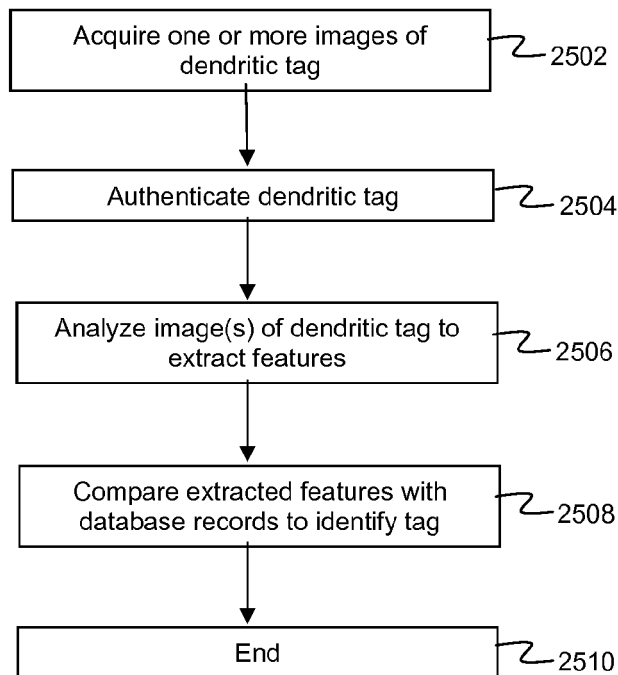 Acquire one or more images of
dendritic tag
2502
Authenticate dendritic tag
2504
Analyze image(s) of dendritic tag to
extract features
2506
Compare extracted features with
database records to identify tag
2508
End
2510